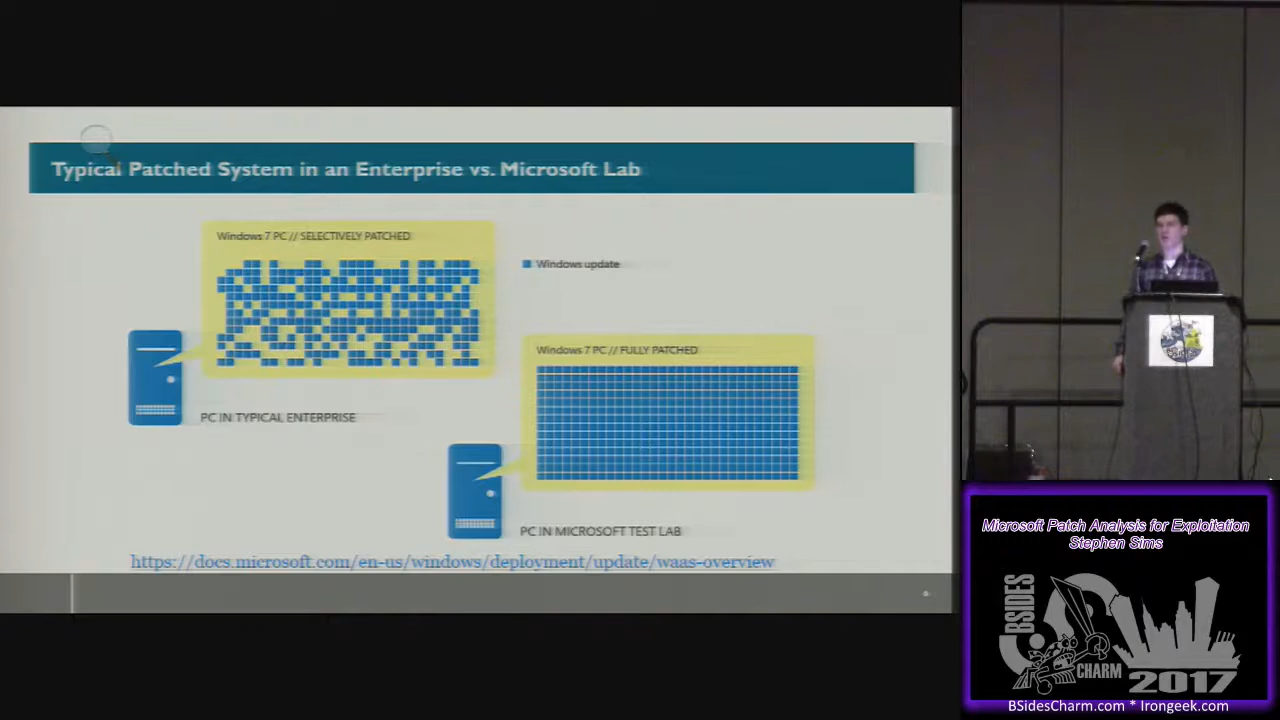 Typical Patched System in an Enterprise vs. Microsoft Lab
Windows 7 PC // SELECTIVELY PATCHED
Windows update
PC IN TYPICAL ENTERPRISE
Windows 7 PC // FULLY PATCHED
PC IN MICROSOFT TEST LAB
https://docs.microsoft.com/en-us/windows/deployment/update/waas-overview
Microsoft Patch Analysis for Exploitation
Stephen Sims
BSIDES
CHARM
2017
BSidesCharm.com * Irongeek.com